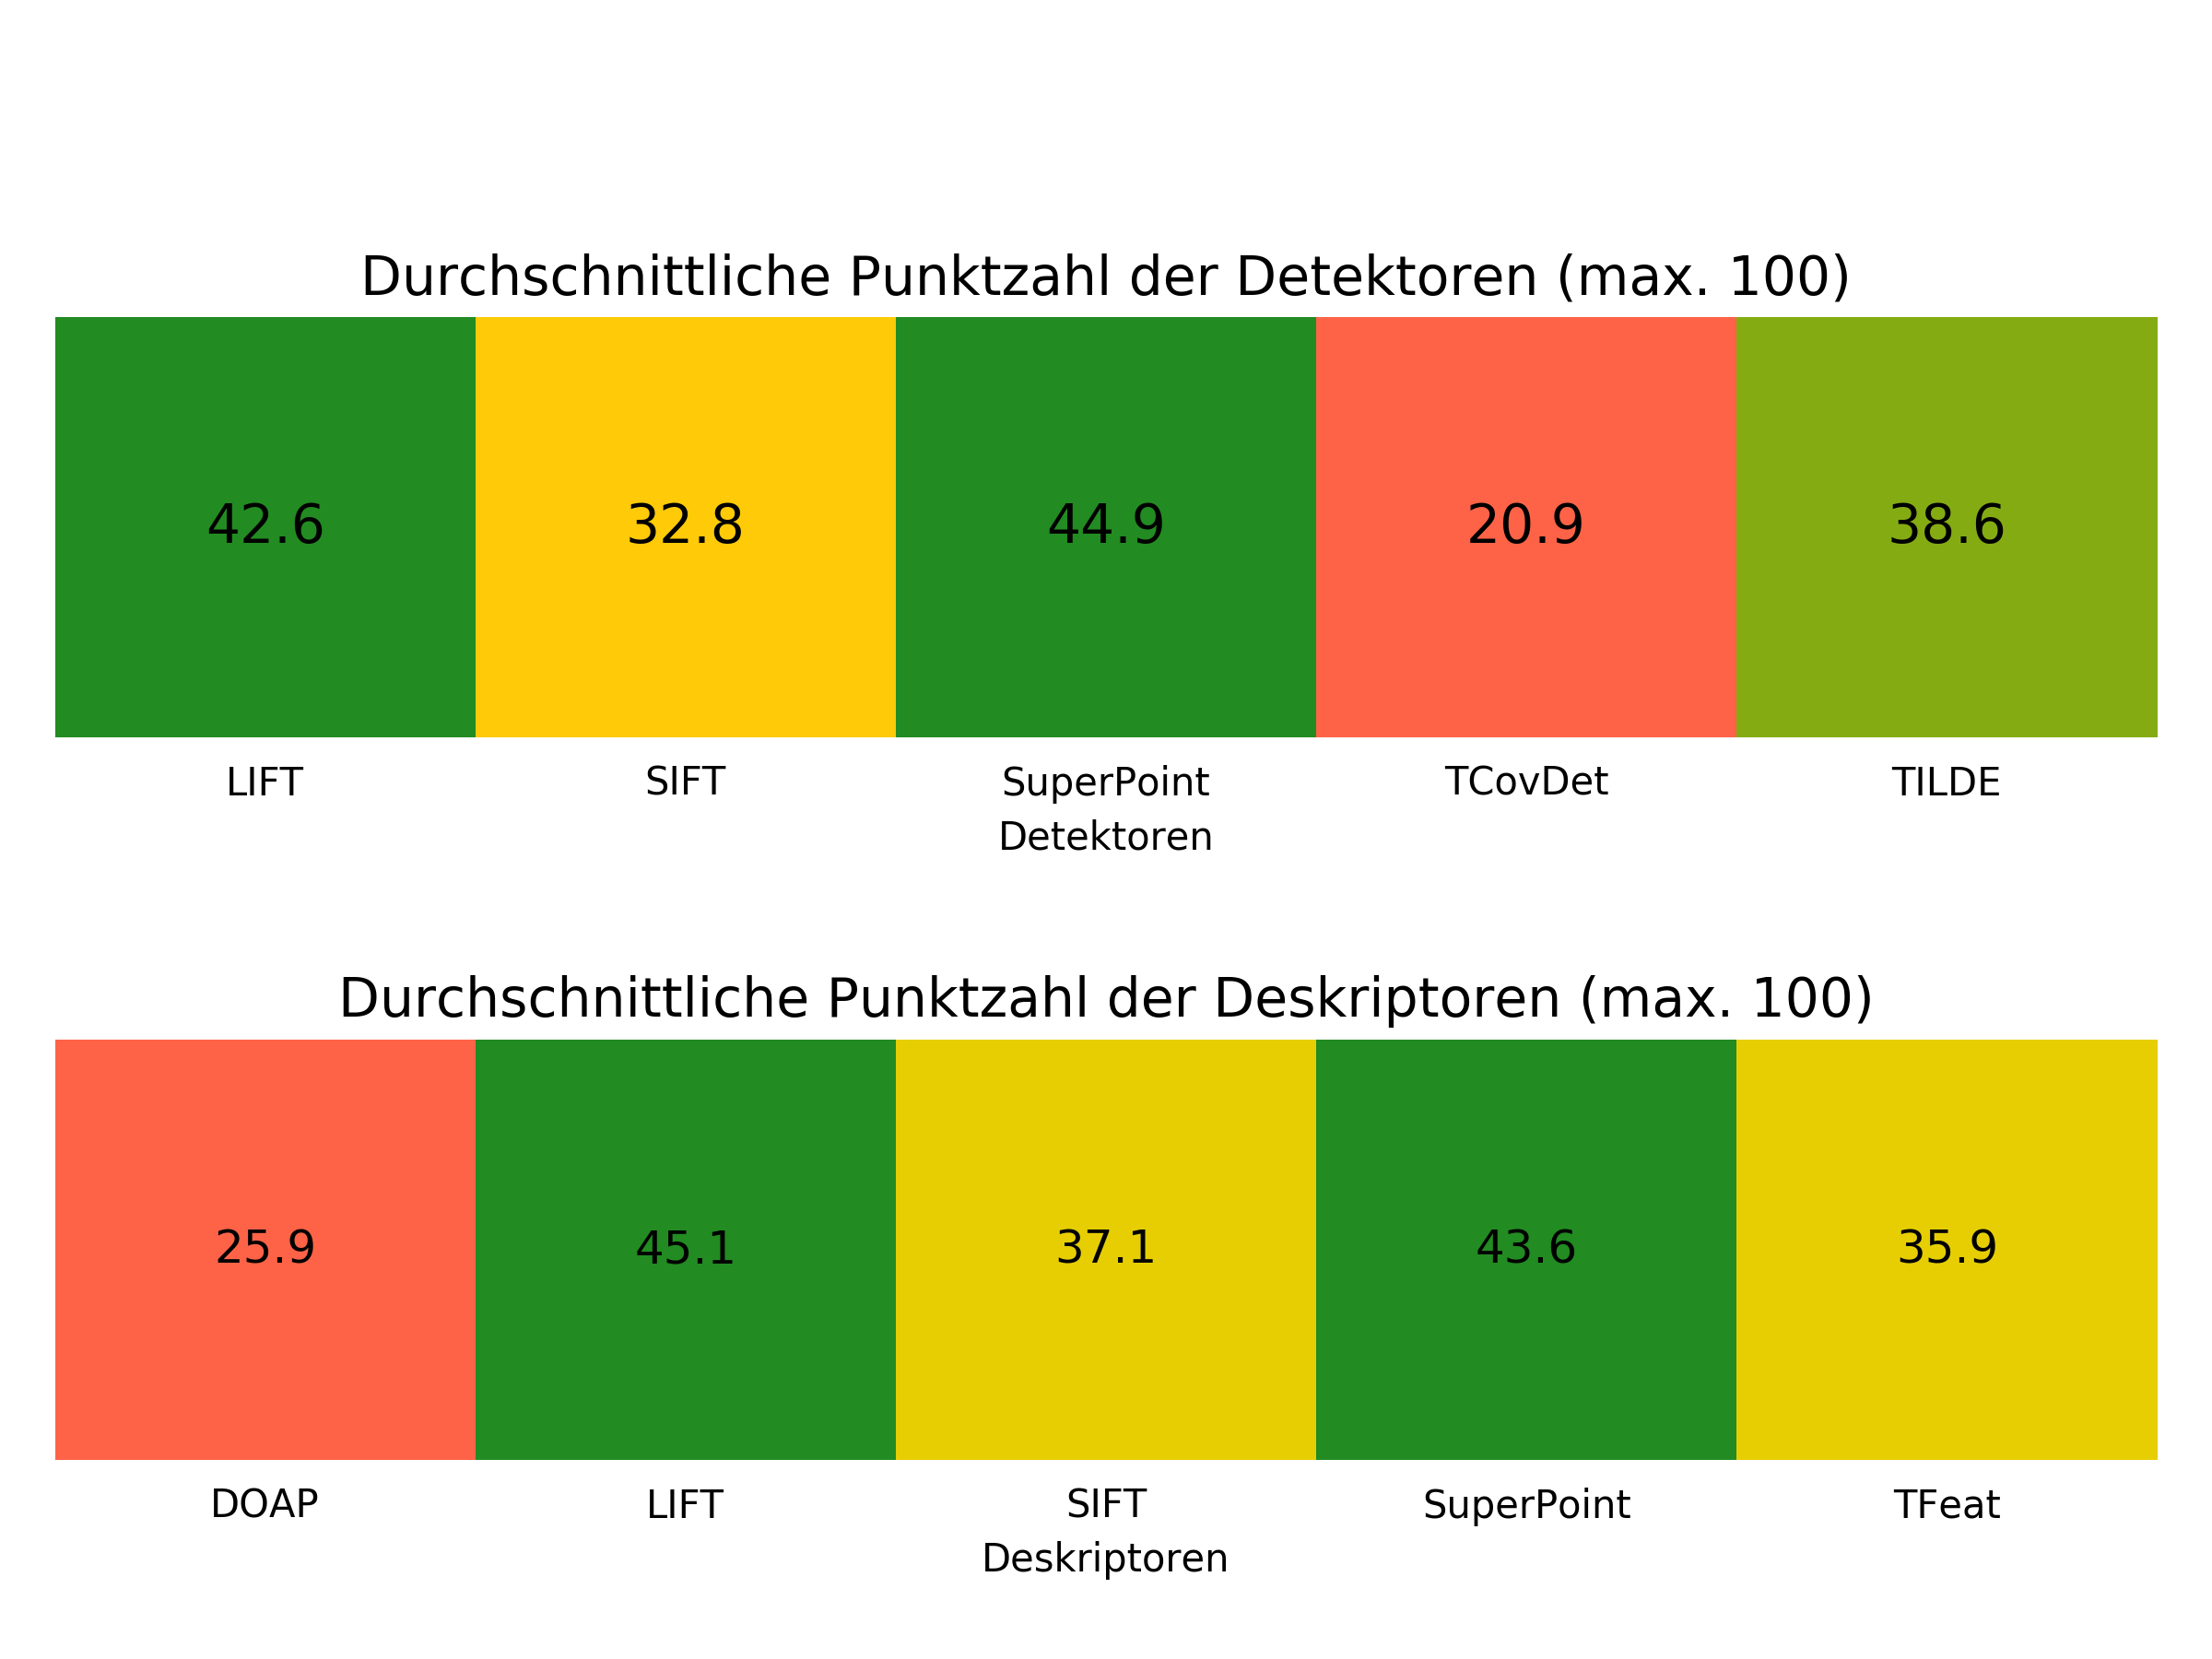 Durchschnittliche Punktzahl der Detektoren (max. 100)
42.6 32.8 44.9 20.9 38.6
LIFT SIFT SuperPoint TCovDet TILDE
Detektoren
Durchschnittliche Punktzahl der Deskriptoren (max. 100)
25.9 45.1 37.1 43.6 35.9
DOAP LIFT SIFT SuperPoint TFeat
Deskriptoren